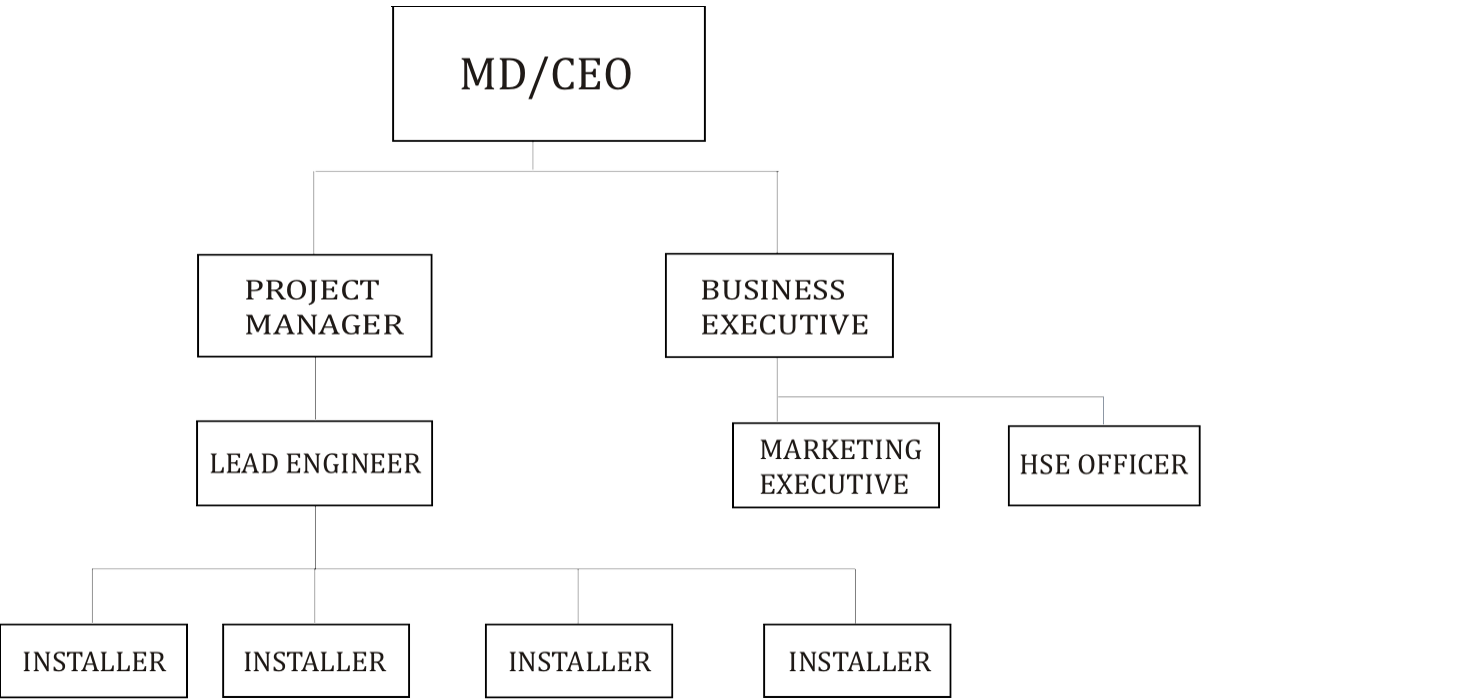 MD/CEO
PROJECT
MANAGER
BUSINESS
EXECUTIVE
LEAD ENGINEER
MARKETING
EXECUTIVE
HSE OFFICER
INSTALLER
INSTALLER
INSTALLER
INSTALLER